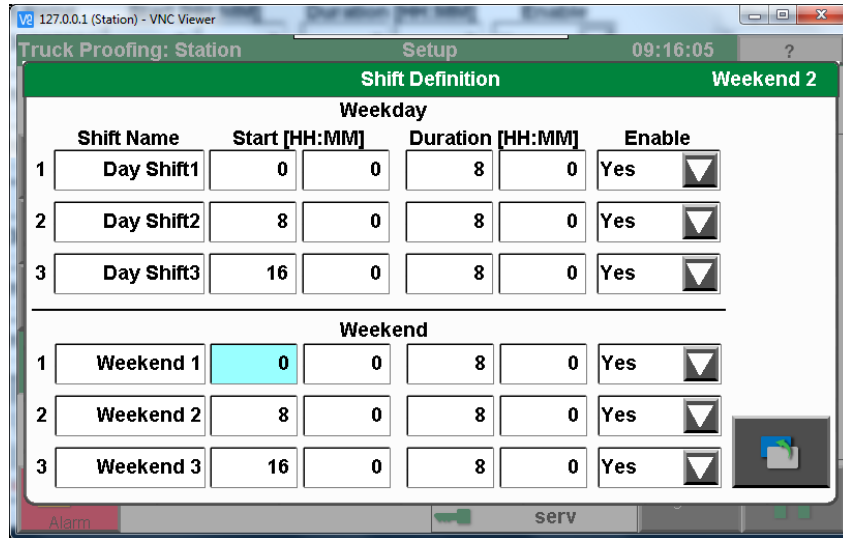 127.0.0.1 (Station) - VNC Viewer
Duration [HH:MM] Enable
Truck Proofing: Station Setup 09:16:05 ?
Shift Definition Weekend 2
Weekday
Shift Name Start [HH:MM] Duration [HH:MM] Enable
1 Day Shift1 0 0 8 0 Yes
2 Day Shift2 8 0 8 0 Yes
3 Day Shift3 16 0 8 0 Yes
Weekend
1 Weekend 1 0 0 8 0 Yes
2 Weekend 2 8 0 8 0 Yes
3 Weekend 3 16 0 8 0 Yes
Alarm serv